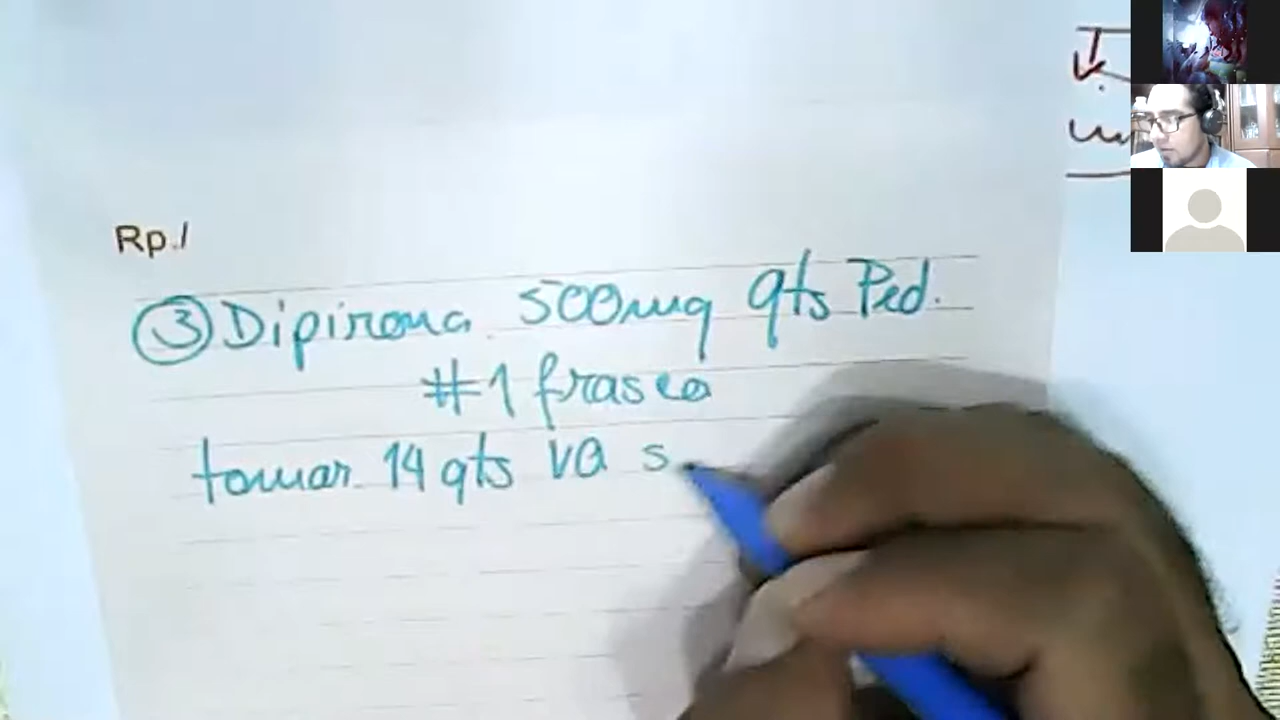 Rp./
③ Dipirona 500mg gts Ped.
#1 frasco
tomar 14 gts VO s